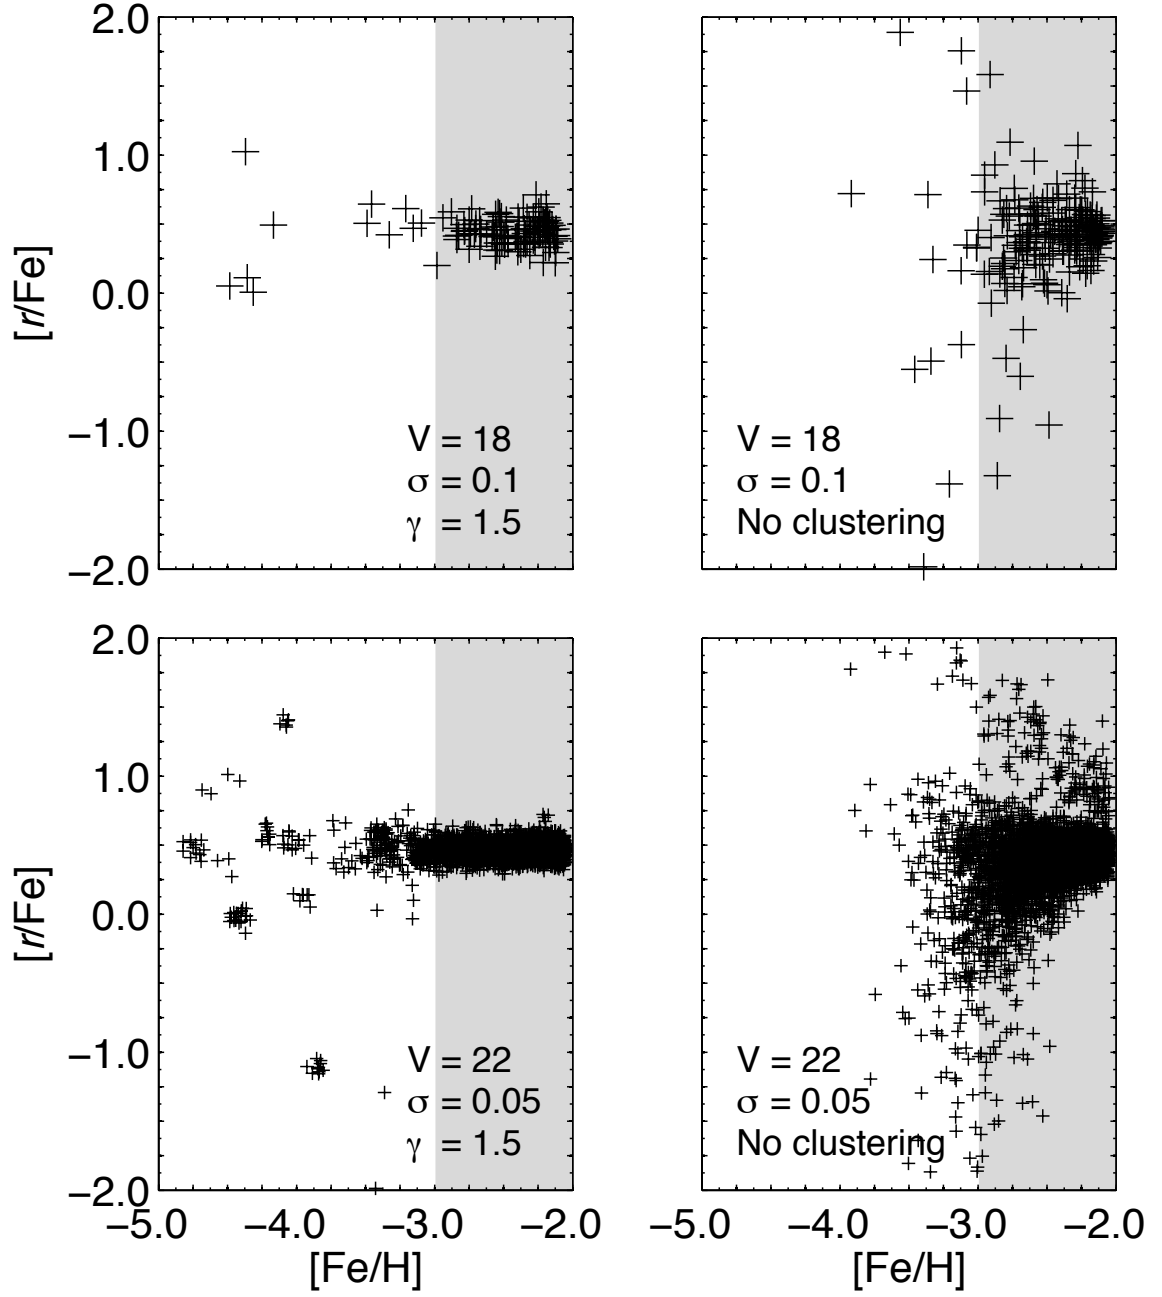 2.0
1.0
0.0
−1.0
−2.0
[r/Fe]
V = 18
σ = 0.1
γ = 1.5
V = 18
σ = 0.1
No clustering
2.0
1.0
0.0
−1.0
−2.0
[r/Fe]
V = 22
σ = 0.05
γ = 1.5
V = 22
σ = 0.05
No clustering
−5.0 −4.0 −3.0 −2.0
−5.0 −4.0 −3.0 −2.0
[Fe/H]
[Fe/H]